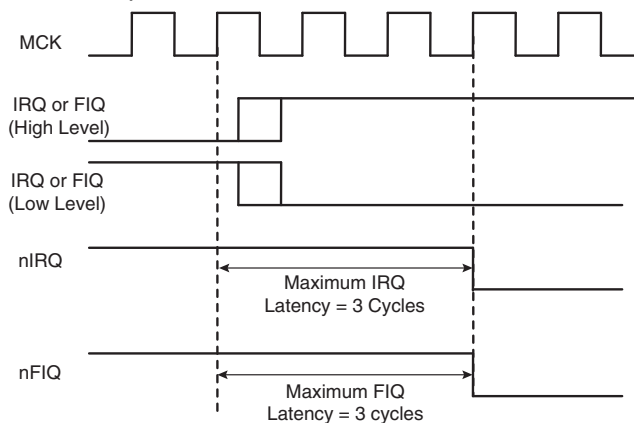 MCK
IRQ or FIQ
(High Level)
IRQ or FIQ
(Low Level)
nIRQ
Maximum IRQ
Latency = 3 Cycles
nFIQ
Maximum FIQ
Latency = 3 cycles